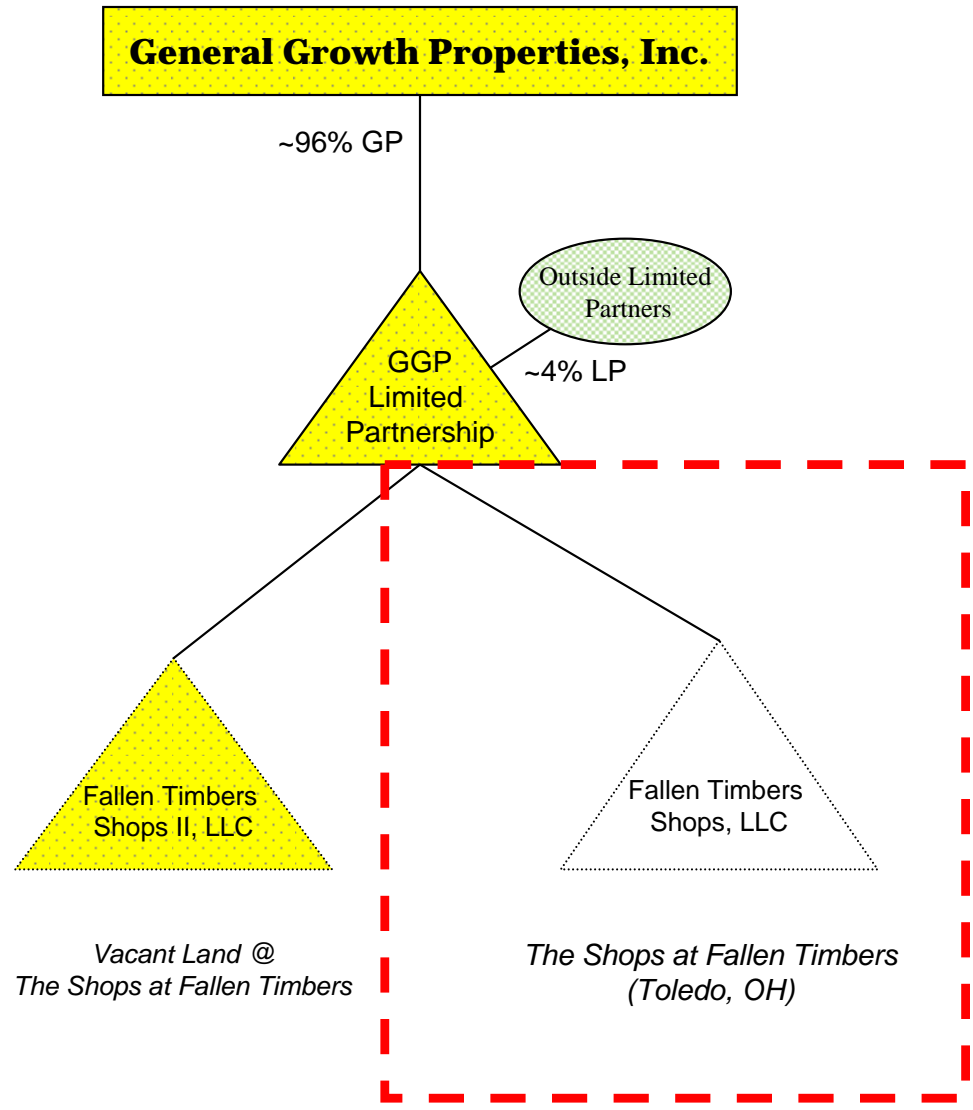 General Growth Properties, Inc.
~96% GP
Outside Limited
Partners
~4% LP
GGP
Limited
Partnership
Fallen Timbers
Shops II, LLC
Fallen Timbers
Shops, LLC
Vacant Land @
The Shops at Fallen Timbers
The Shops at Fallen Timbers
(Toledo, OH)